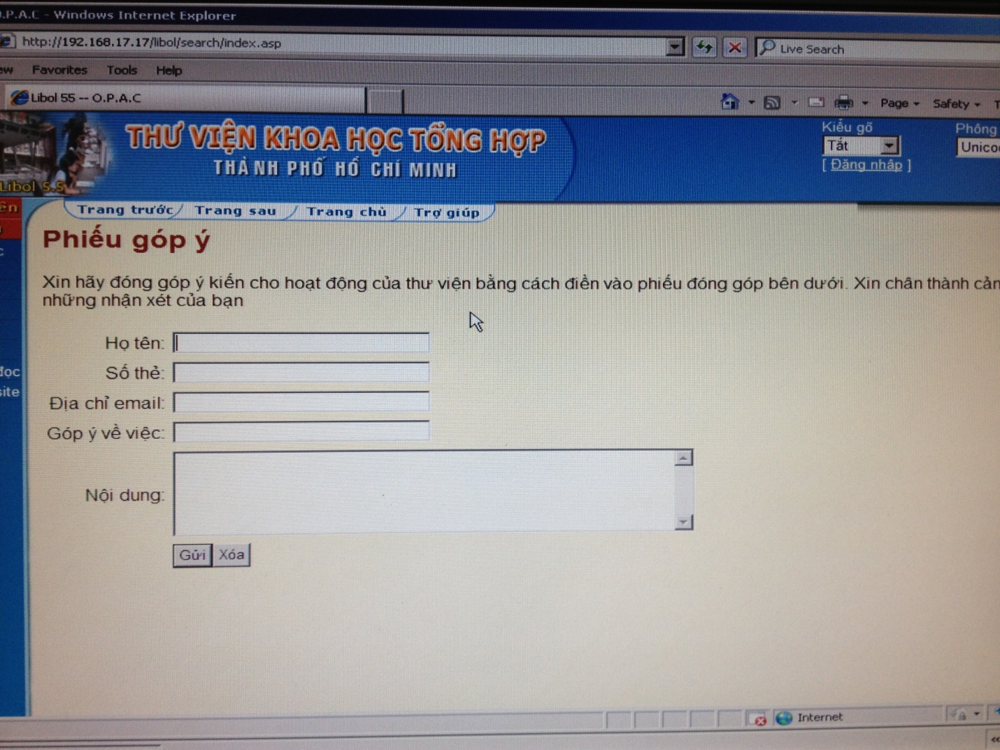 O.P.A.C - Windows Internet Explorer
http://192.168.17.17/libol/search/index.asp
Live Search
Favorites Tools Help
Libol 55 -- O.P.A.C
Page Safety
THƯ VIỆN KHOA HỌC TỔNG HỢP
THÀNH PHỐ HỒ CHÍ MINH
Libol 5.5
Kiểu gõ
Phông
Tắt
[ Đăng nhập ]
Trang trước Trang sau Trang chủ Trợ giúp
Phiếu góp ý
Xin hãy đóng góp ý kiến cho hoạt động của thư viện bằng cách điền vào phiếu đóng góp bên dưới. Xin chân thành cản
những nhận xét của bạn
Họ tên:
Số thẻ:
đọc
site
Địa chỉ email:
Góp ý về việc:
Nội dung:
Gửi Xóa
Internet